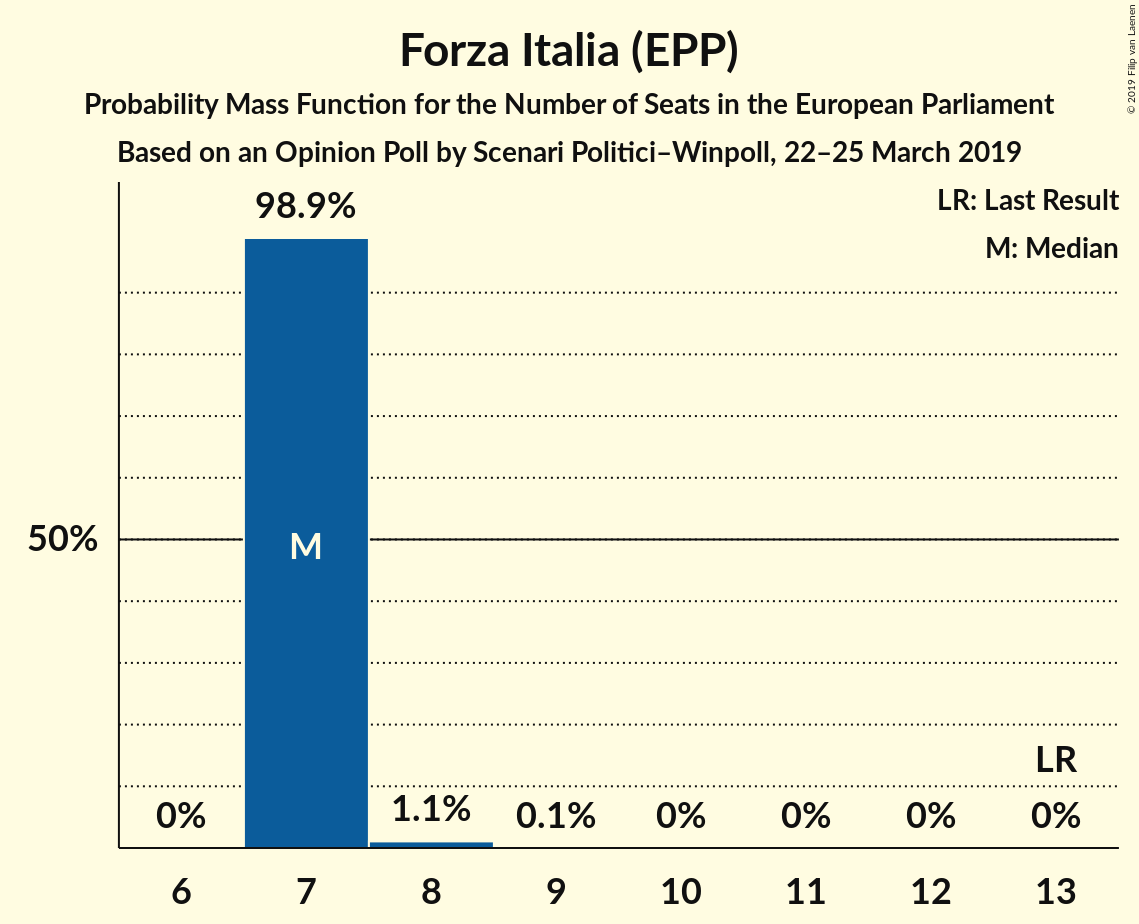 Forza Italia (EPP)
Probability Mass Function for the Number of Seats in the European Parliament
Based on an Opinion Poll by Scenari Politici–Winpoll, 22–25 March 2019
© 2019 Filip van Laenen
LR: Last Result
M: Median
98.9%
50%
M
LR
0%
1.1%
0.1%
0%
0%
0%
0%
6
7
8
9
10
11
12
13